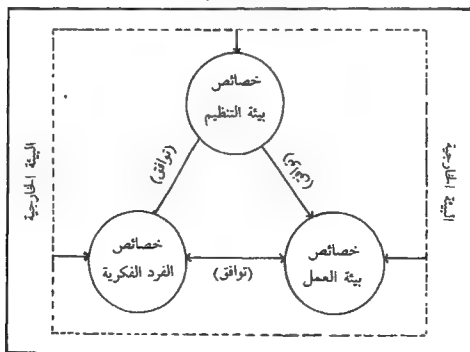 خصائص
بيئة التنظيم
(توافق)
(توافق)
البيئة الخارجية
البيئة الخارجية
خصائص
بيئة العمل
(توافق)
خصائص
الفرد الفكرية